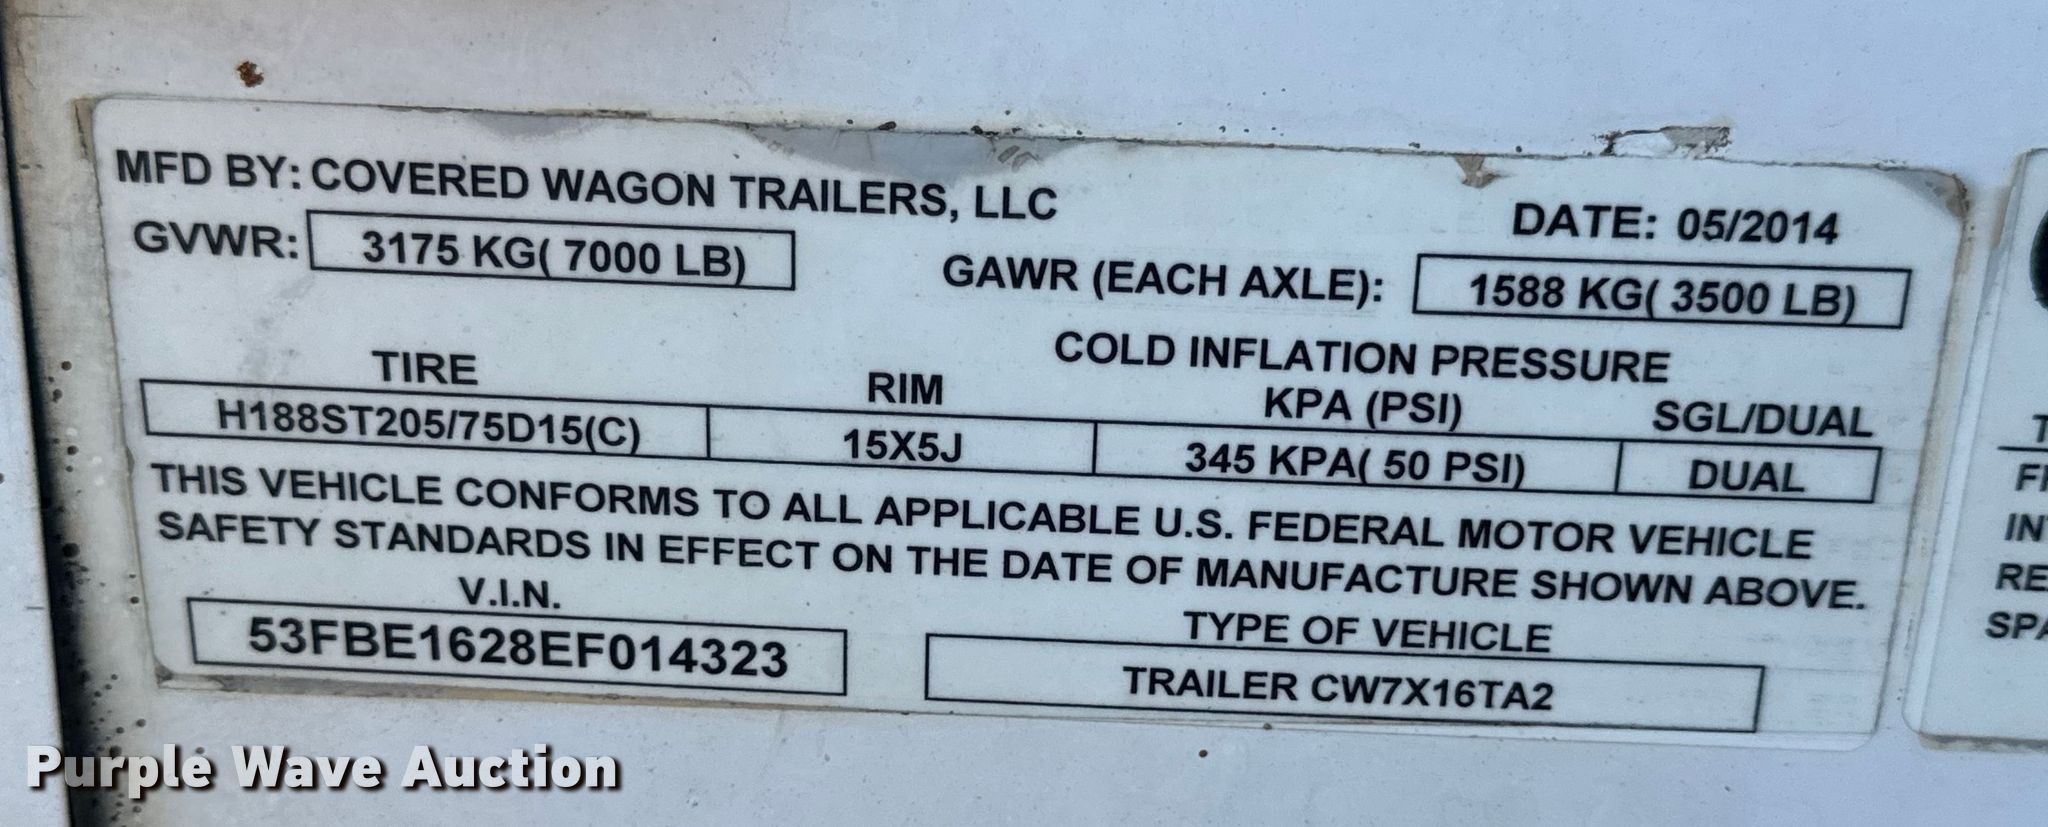 MFD BY: COVERED WAGON TRAILERS, LLC
DATE: 05/2014
GVWR: 3175 KG( 7000 LB)
GAWR (EACH AXLE): 1588 KG( 3500 LB)
COLD INFLATION PRESSURE
TIRE RIM KPA (PSI) SGL/DUAL
H188ST205/75D15(C) 15X5J 345 KPA( 50 PSI) DUAL
THIS VEHICLE CONFORMS TO ALL APPLICABLE U.S. FEDERAL MOTOR VEHICLE
SAFETY STANDARDS IN EFFECT ON THE DATE OF MANUFACTURE SHOWN ABOVE.
V.I.N. TYPE OF VEHICLE
53FBE1628EF014323 TRAILER CW7X16TA2
Purple Wave Auction